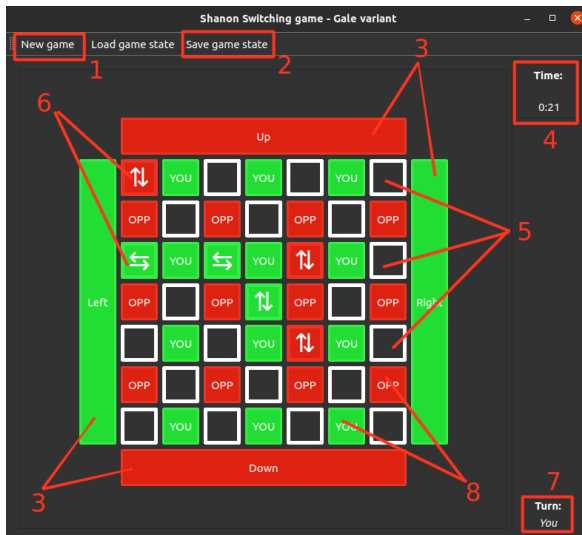 Shanon Switching game - Gale variant
New game Load game state Save game state
1 2 3
Time:
0:21
4
6
Up
YOU YOU YOU
OPP OPP OPP OPP
5
YOU YOU YOU
Left OPP OPP OPP Right
YOU YOU YOU
OPP OPP OPP OPP
YOU YOU YOU
Down
3 8 7
Turn:
You